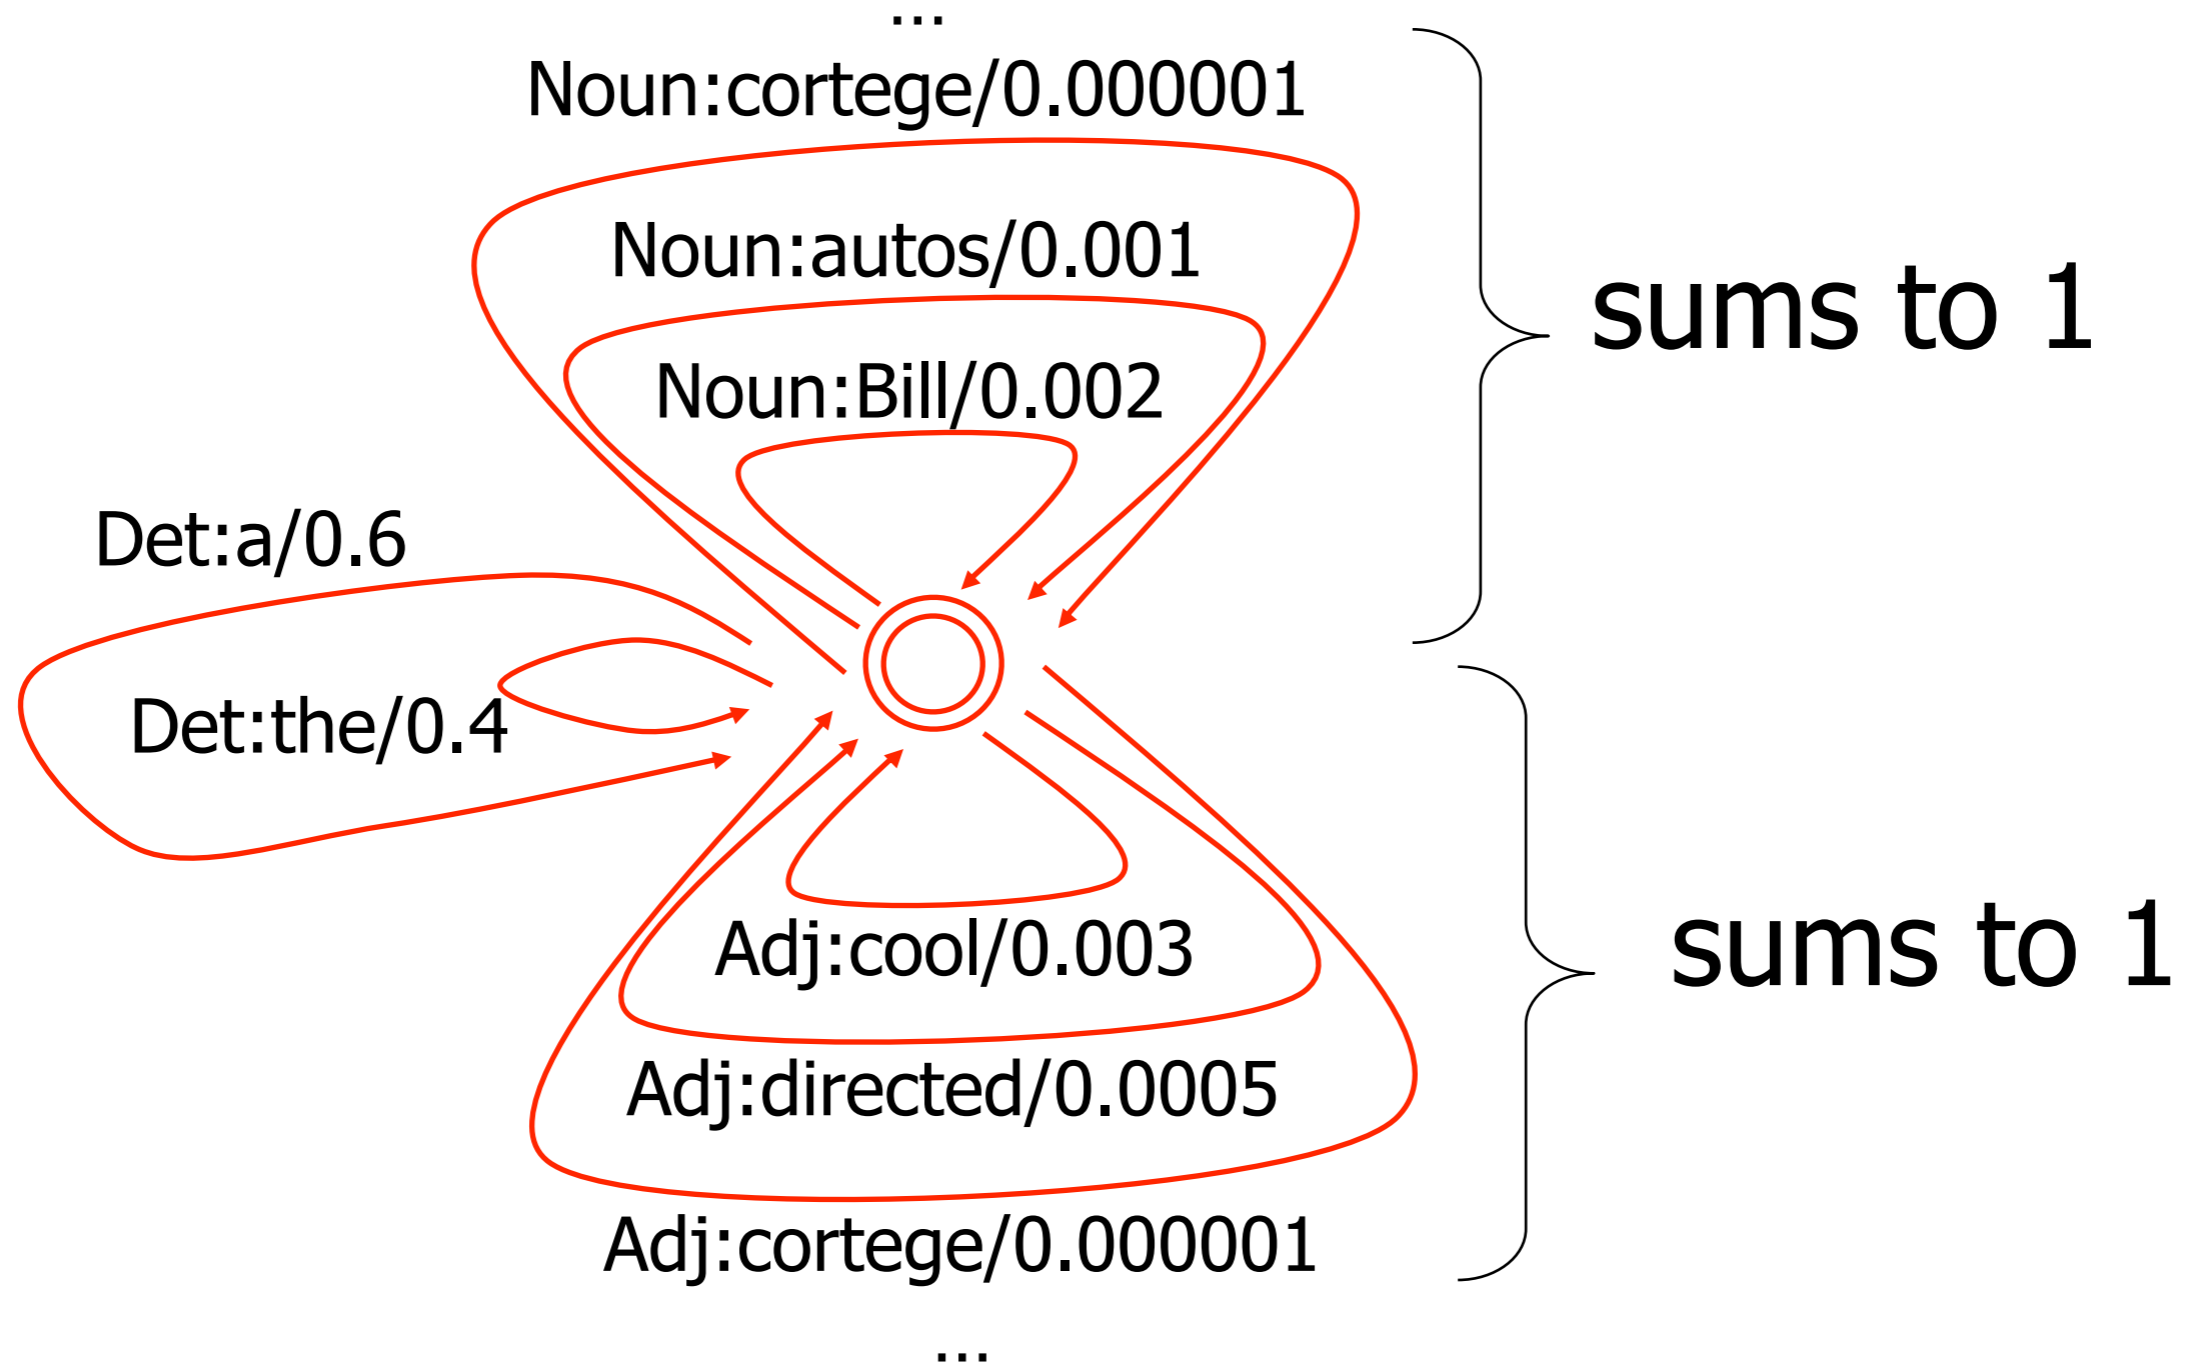 ...
Noun:cortege/0.000001
Noun:autos/0.001
sums to 1
Noun:Bill/0.002
Det:a/0.6
Det:the/0.4
Adj:cool/0.003
sums to 1
Adj:directed/0.0005
Adj:cortege/0.000001
...